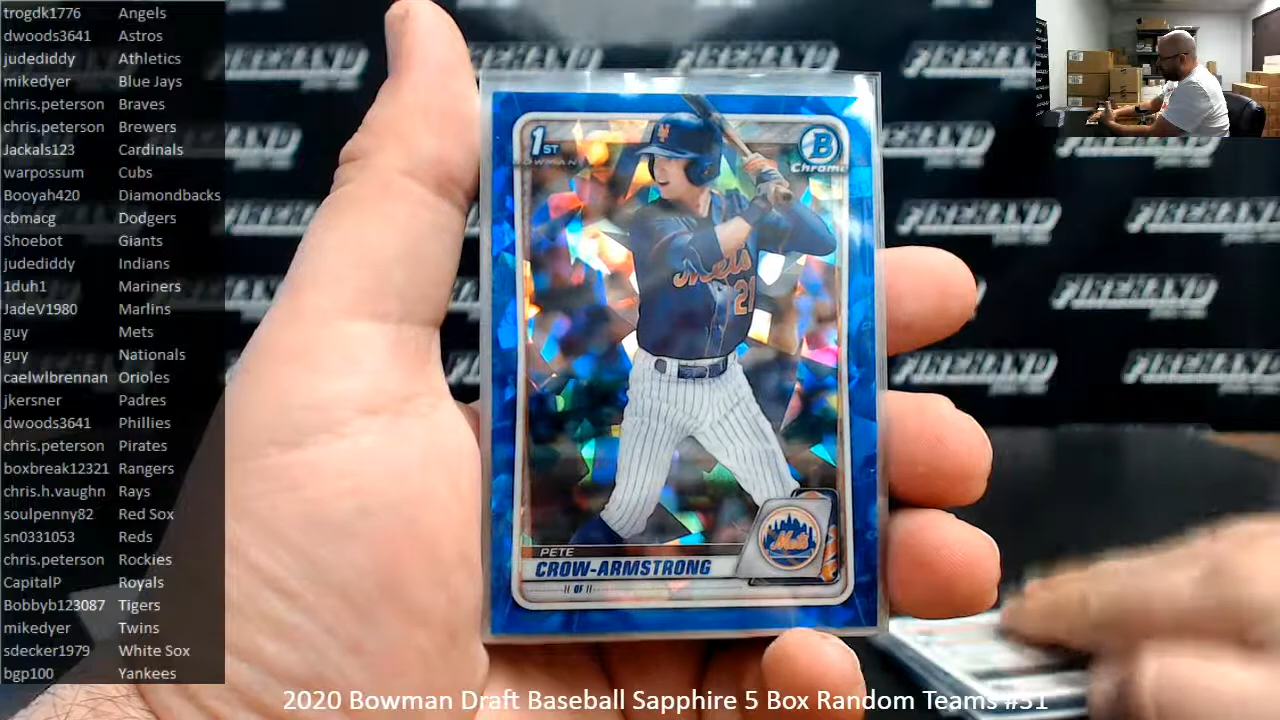 trogdk1776 Angels
dwoods3641 Astros
judediddy Athletics
mikedyer Blue Jays
chris.peterson Braves
chris.peterson Brewers
Jackals123 Cardinals
warpossum Cubs
Booyah420 Diamondbacks
cbmacg Dodgers
Shoebot Giants
judediddy Indians
1duh1 Mariners
JadeV1980 Marlins
guy Mets
guy Nationals
caelwlbrennan Orioles
jkersner Padres
dwoods3641 Phillies
chris.peterson Pirates
boxbreak12321 Rangers
chris.h.vaughn Rays
soulpenny82 Red Sox
sn0331053 Reds
chris.peterson Rockies
CapitalP Royals
Bobbyb123087 Tigers
mikedyer Twins
sdecker1979 White Sox
bgp100 Yankees
FIREHAND
1ST
BOWMAN
B
Chrome
Mets
21
Mets
PETE
CROW-ARMSTRONG
OF
2020 Bowman Draft Baseball Sapphire 5 Box Random Teams #31